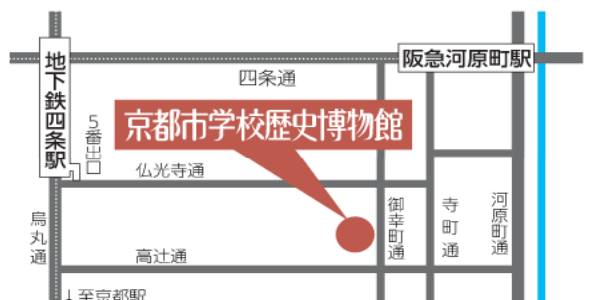 地下鉄四条駅
阪急河原町駅
四条通
5番出口
京都市学校歴史博物館
仏光寺通
烏丸通
御幸町通
寺町通
河原町通
高辻通
↓至京都駅